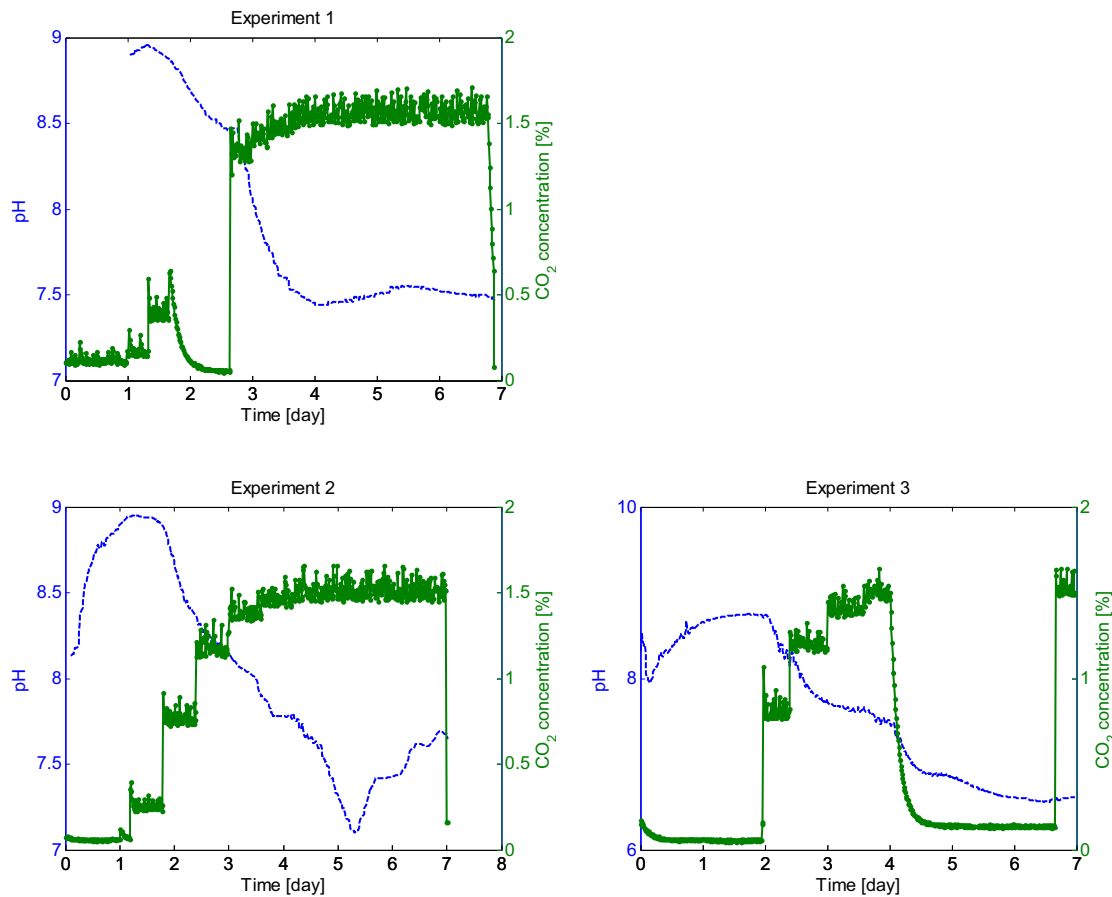 Experiment 1
9
8.5
8
7.5
7
pH
2
1.5
1
0.5
0
CO2 concentration [%]
0 1 2 3 4 5 6 7
Time [day]
Experiment 2
9
8.5
8
7.5
7
pH
2
1.5
1
0.5
0
CO2 concentration [%]
0 1 2 3 4 5 6 7 8
Time [day]
Experiment 3
10
8
6
pH
2
1
0
CO2 concentration [%]
0 1 2 3 4 5 6 7
Time [day]